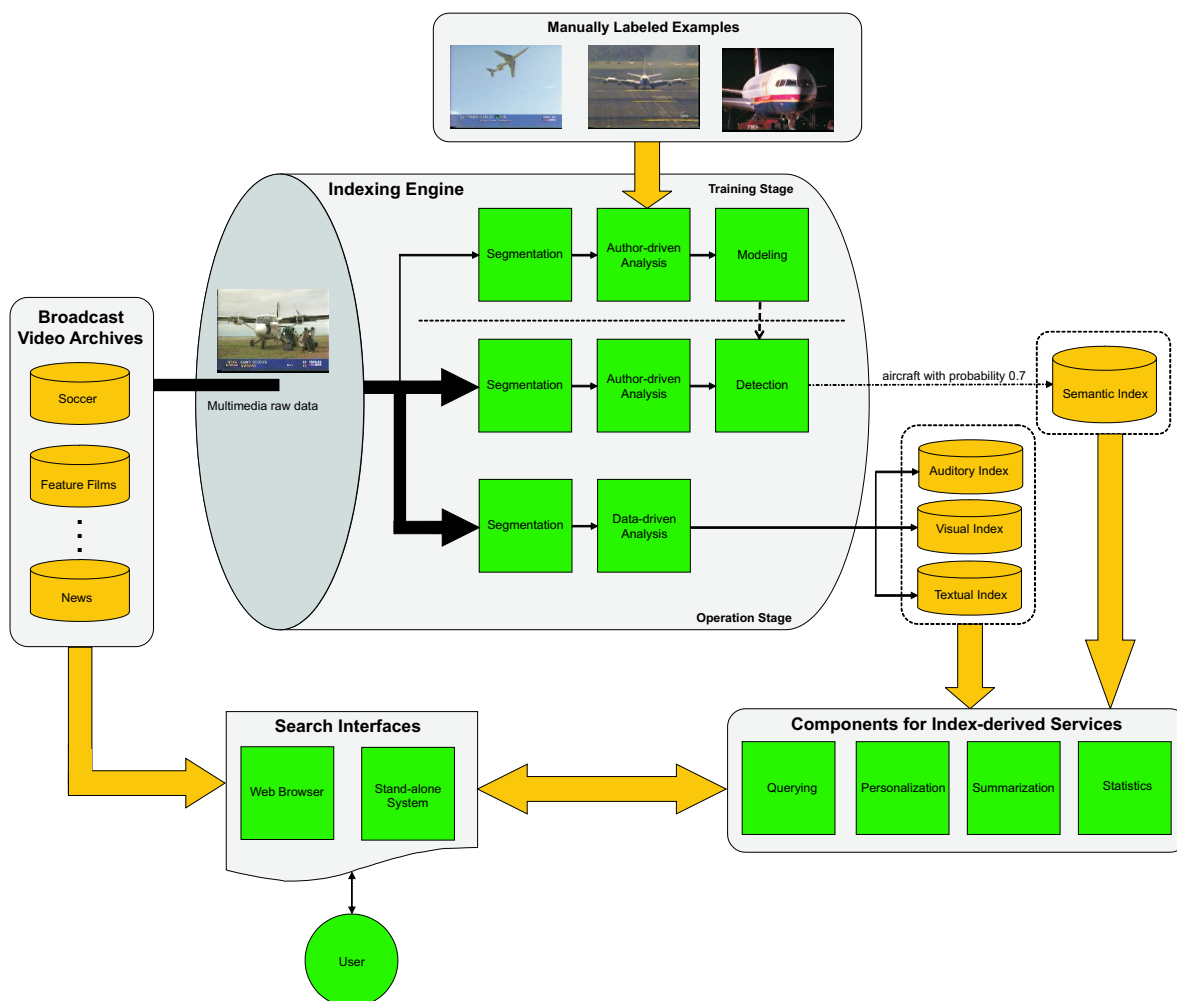 Manually Labeled Examples
Indexing Engine
Training Stage
Segmentation
Author-driven
Analysis
Modeling
Broadcast
Video Archives
Soccer
Feature Films
News
Multimedia raw data
Segmentation
Author-driven
Analysis
Detection
aircraft with probability 0.7
Semantic Index
Segmentation
Data-driven
Analysis
Auditory Index
Visual Index
Textual Index
Operation Stage
Search Interfaces
Web Browser
Stand-alone
System
Components for Index-derived Services
Querying
Personalization
Summarization
Statistics
User